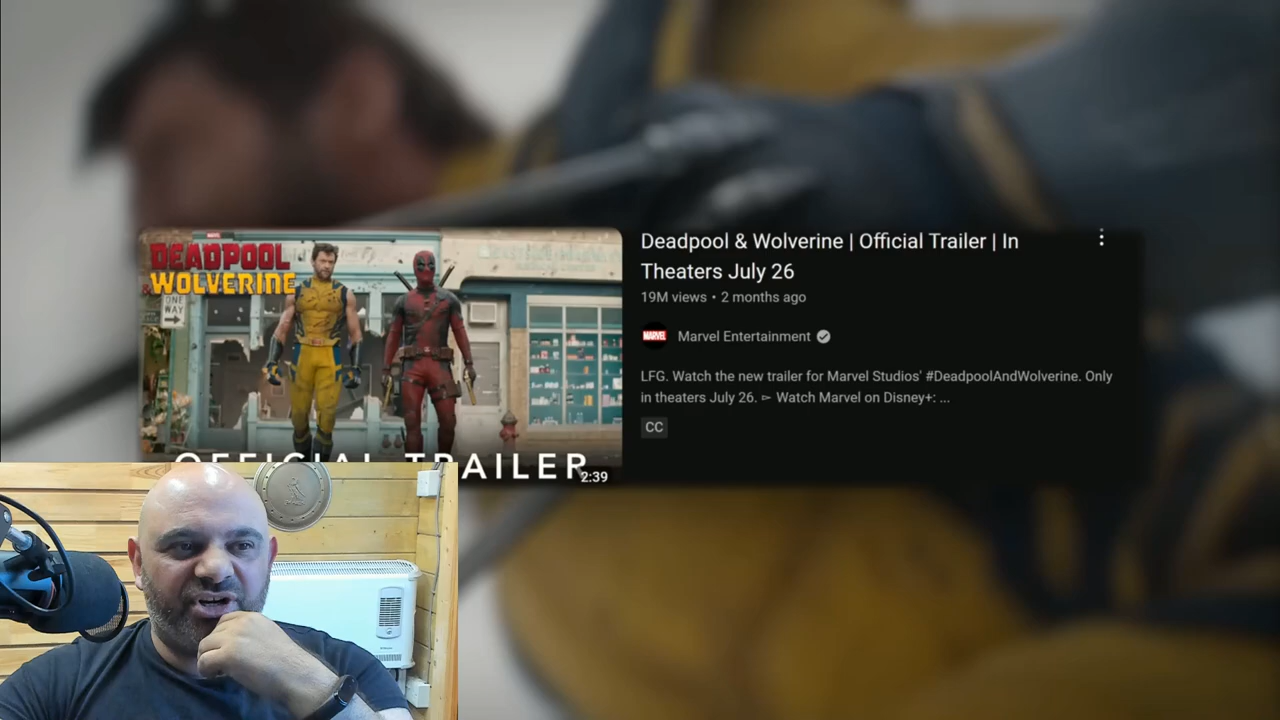 MARVEL
DEADPOOL
& WOLVERINE
ONE
WAY
OFFICIAL TRAILER
2:39
Deadpool & Wolverine | Official Trailer | In
Theaters July 26
19M views • 2 months ago
MARVEL
Marvel Entertainment
LFG. Watch the new trailer for Marvel Studios' #DeadpoolAndWolverine. Only
in theaters July 26. ► Watch Marvel on Disney+: ...
CC